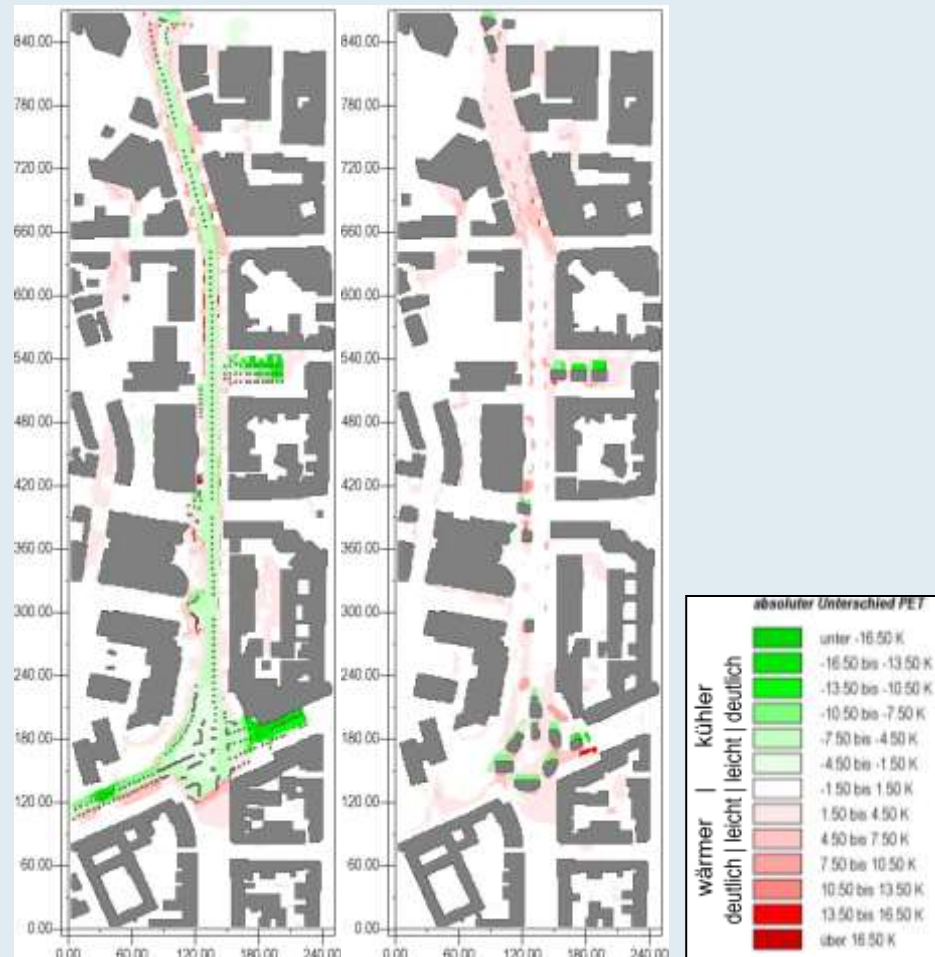 840.00
780.00
720.00
660.00
600.00
540.00
480.00
420.00
360.00
300.00
240.00
180.00
120.00
60.00
0.00
0.00 60.00 120.00 180.00 240.00
840.00
780.00
720.00
660.00
600.00
540.00
480.00
420.00
360.00
300.00
240.00
180.00
120.00
60.00
0.00
0.00 60.00 120.00 180.00 240.00
absoluter Unterschied PET
unter -16.50 K
-16.50 bis -13.50 K
-13.50 bis -10.50 K
-10.50 bis -7.50 K
-7.50 bis -4.50 K
-4.50 bis -1.50 K
-1.50 bis 1.50 K
1.50 bis 4.50 K
4.50 bis 7.50 K
7.50 bis 10.50 K
10.50 bis 13.50 K
13.50 bis 16.50 K
über 16.50 K
wärmer | kühler
deutlich | leicht | leicht | deutlich